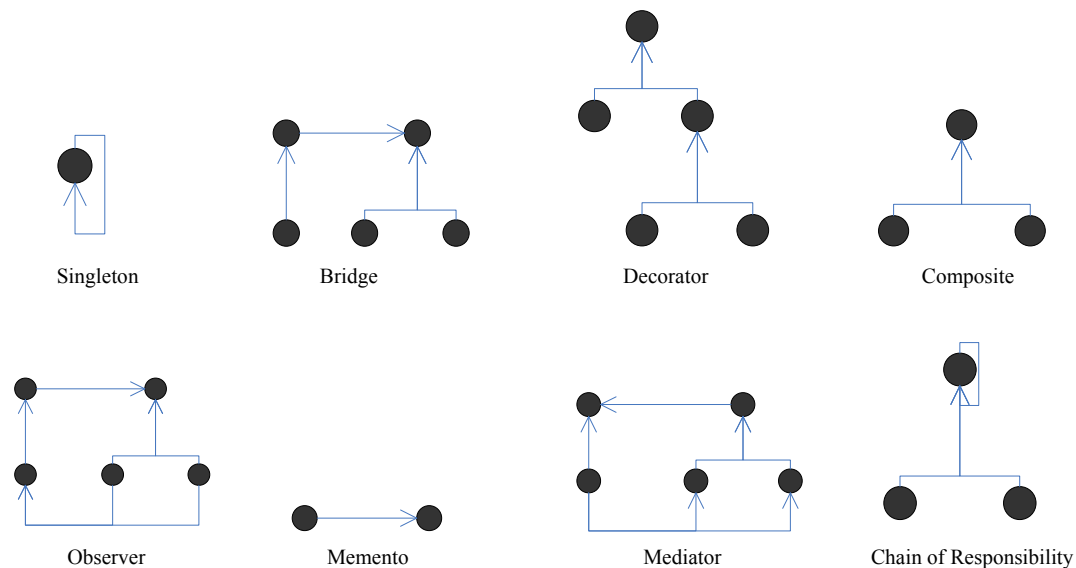 Singleton
Bridge
Decorator
Composite
Observer
Memento
Mediator
Chain of Responsibility